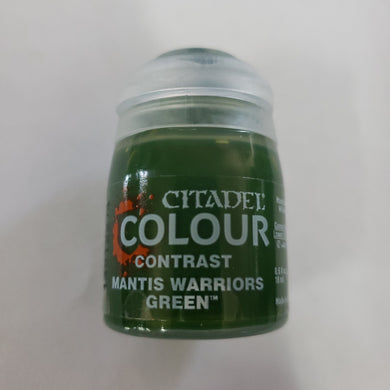 CITADEL
COLOUR
CONTRAST
MANTIS WARRIORS
GREEN™